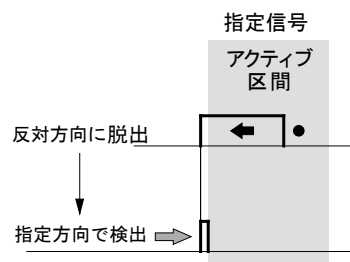 指定信号
アクティブ
区間
反対方向に脱出
指定方向で検出